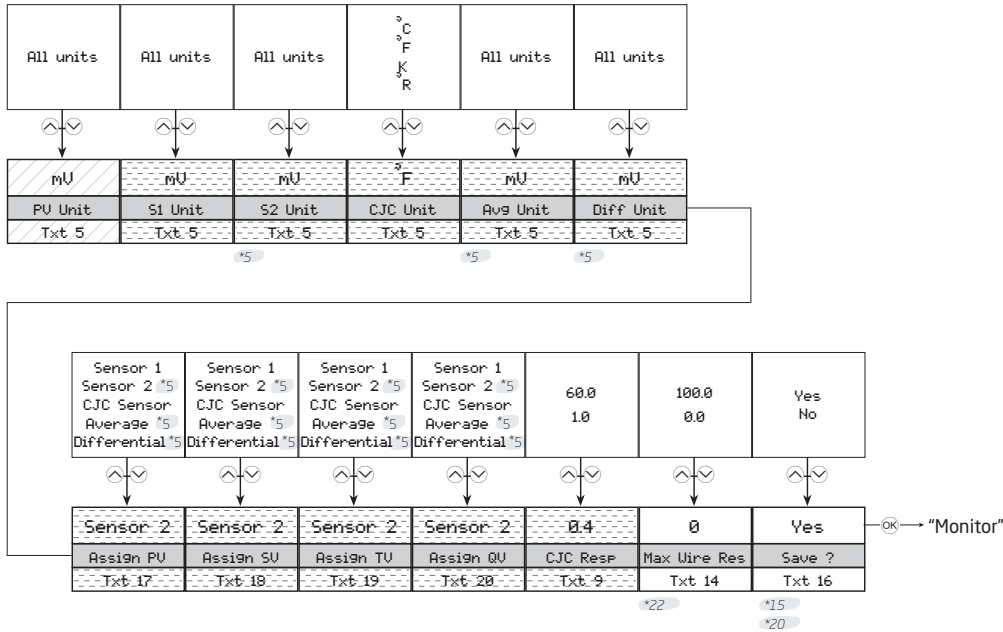 All units All units All units °C °F K °R All units All units
mV mV mV °F mV mV
PV Unit S1 Unit S2 Unit CJC Unit Avg Unit Diff Unit
Txt 5 Txt 5 Txt 5 Txt 5 Txt 5 Txt 5
*5 *5 *5
Sensor 1 Sensor 1 Sensor 1 Sensor 1
Sensor 2 *5 Sensor 2 *5 Sensor 2 *5 Sensor 2 *5 60.0 100.0 Yes
CJC Sensor CJC Sensor CJC Sensor CJC Sensor
Average *5 Average *5 Average *5 Average *5 1.0 0.0 No
Differential *5 Differential *5 Differential *5 Differential *5
Sensor 2 Sensor 2 Sensor 2 Sensor 2 0.4 0 Yes OK "Monitor"
Assign PV Assign SV Assign TV Assign QV CJC Resp Max Wire Res Save ?
Txt 17 Txt 18 Txt 19 Txt 20 Txt 9 Txt 14 Txt 16
*22 *15
*20